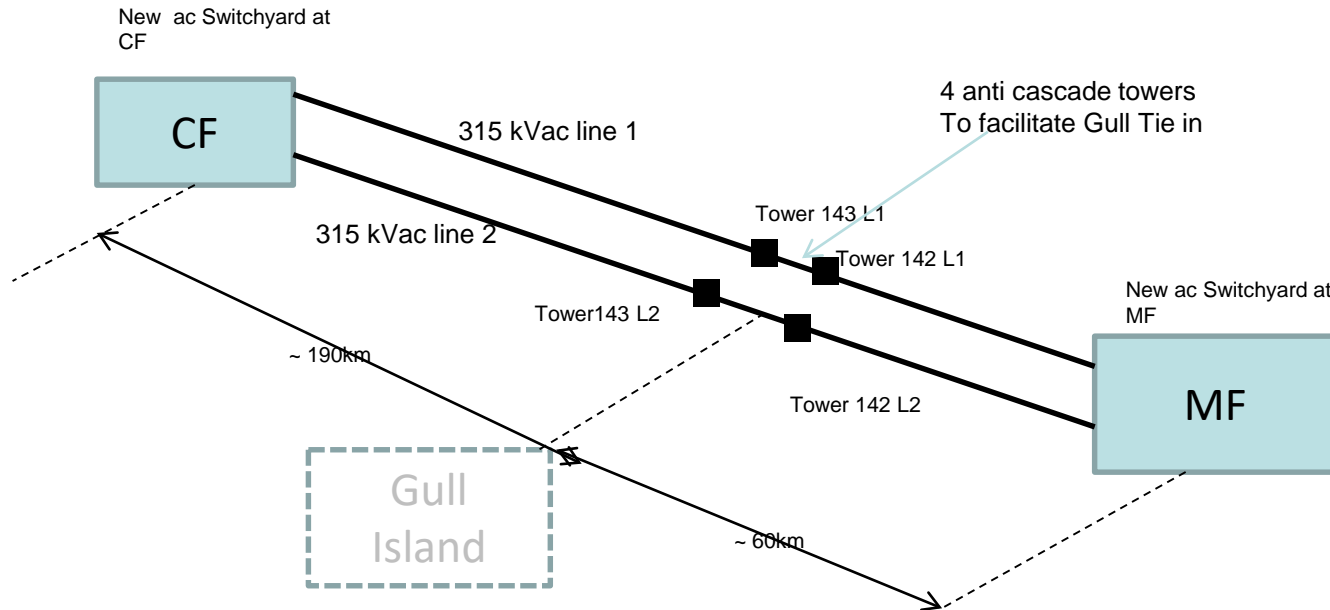 New  ac Switchyard at
CF
4 anti cascade towers
To facilitate Gull Tie in
CF
315 kVac line 1
Tower 143 L1
315 kVac line 2
Tower 142 L1
New ac Switchyard at
MF
Tower143 L2
~ 190km
Tower 142 L2
MF
Gull
Island
~ 60km